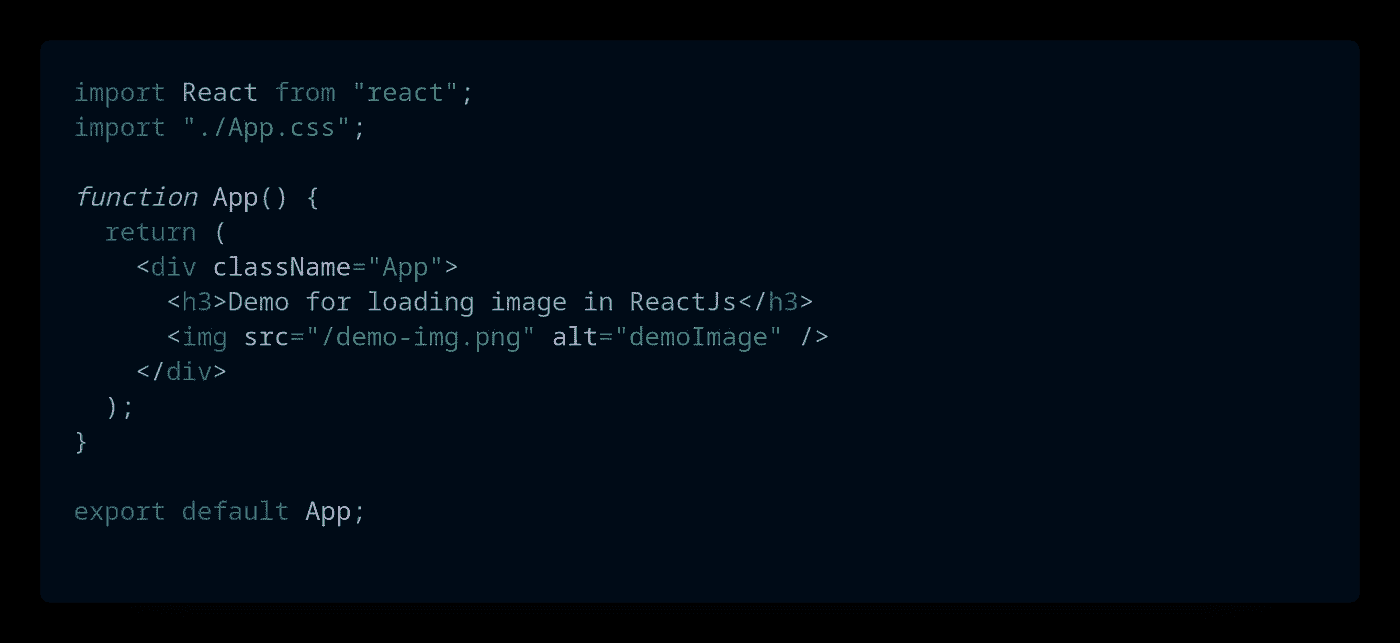 import React from "react";
import "./App.css";

function App() {
  return (
    <div className="App">
      <h3>Demo for loading image in ReactJs</h3>
      <img src="/demo-img.png" alt="demoImage" />
    </div>
  );
}

export default App;